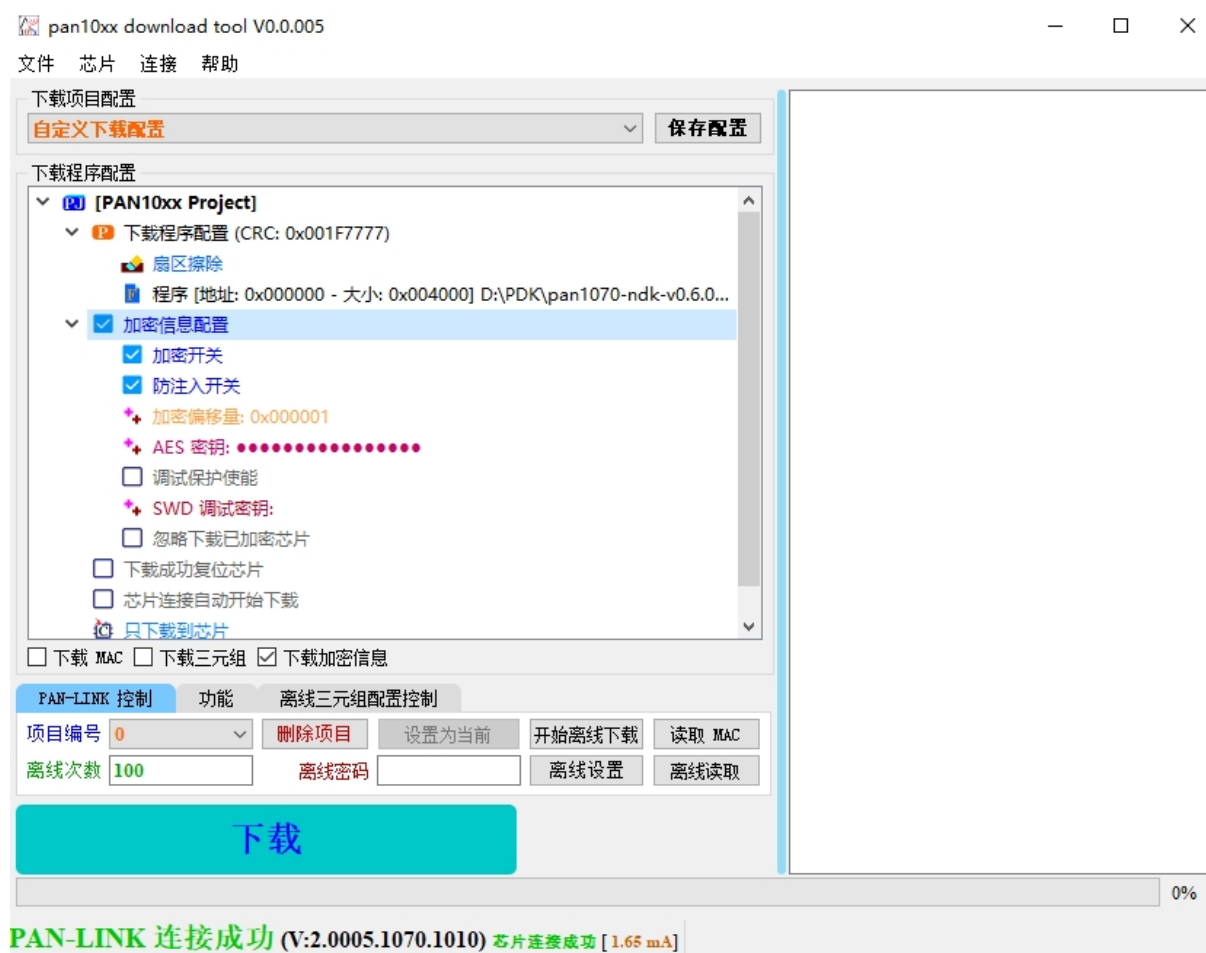 pan10xx download tool V0.0.005
文件 芯片 连接 帮助
下载项目配置
自定义下载配置 保存配置
下载程序配置
PJ [PAN10xx Project]
P 下载程序配置 (CRC: 0x001F7777)
扇区擦除
F 程序 [地址: 0x000000 - 大小: 0x004000] D:\PDK\pan1070-ndk-v0.6.0...
加密信息配置
加密开关
防注入开关
加密偏移量: 0x000001
AES 密钥: ●●●●●●●●●●●●●●●●
调试保护使能
SWD 调试密钥:
忽略下载已加密芯片
下载成功复位芯片
芯片连接自动开始下载
只下载到芯片
下载 MAC 下载三元组 下载加密信息
PAN-LINK 控制 功能 离线三元组配置控制
项目编号 0 删除项目 设置为当前 开始离线下载 读取 MAC
离线次数 100 离线密码 离线设置 离线读取
下载
0%
PAN-LINK 连接成功 (V:2.0005.1070.1010) 芯片连接成功 [ 1.65 mA]